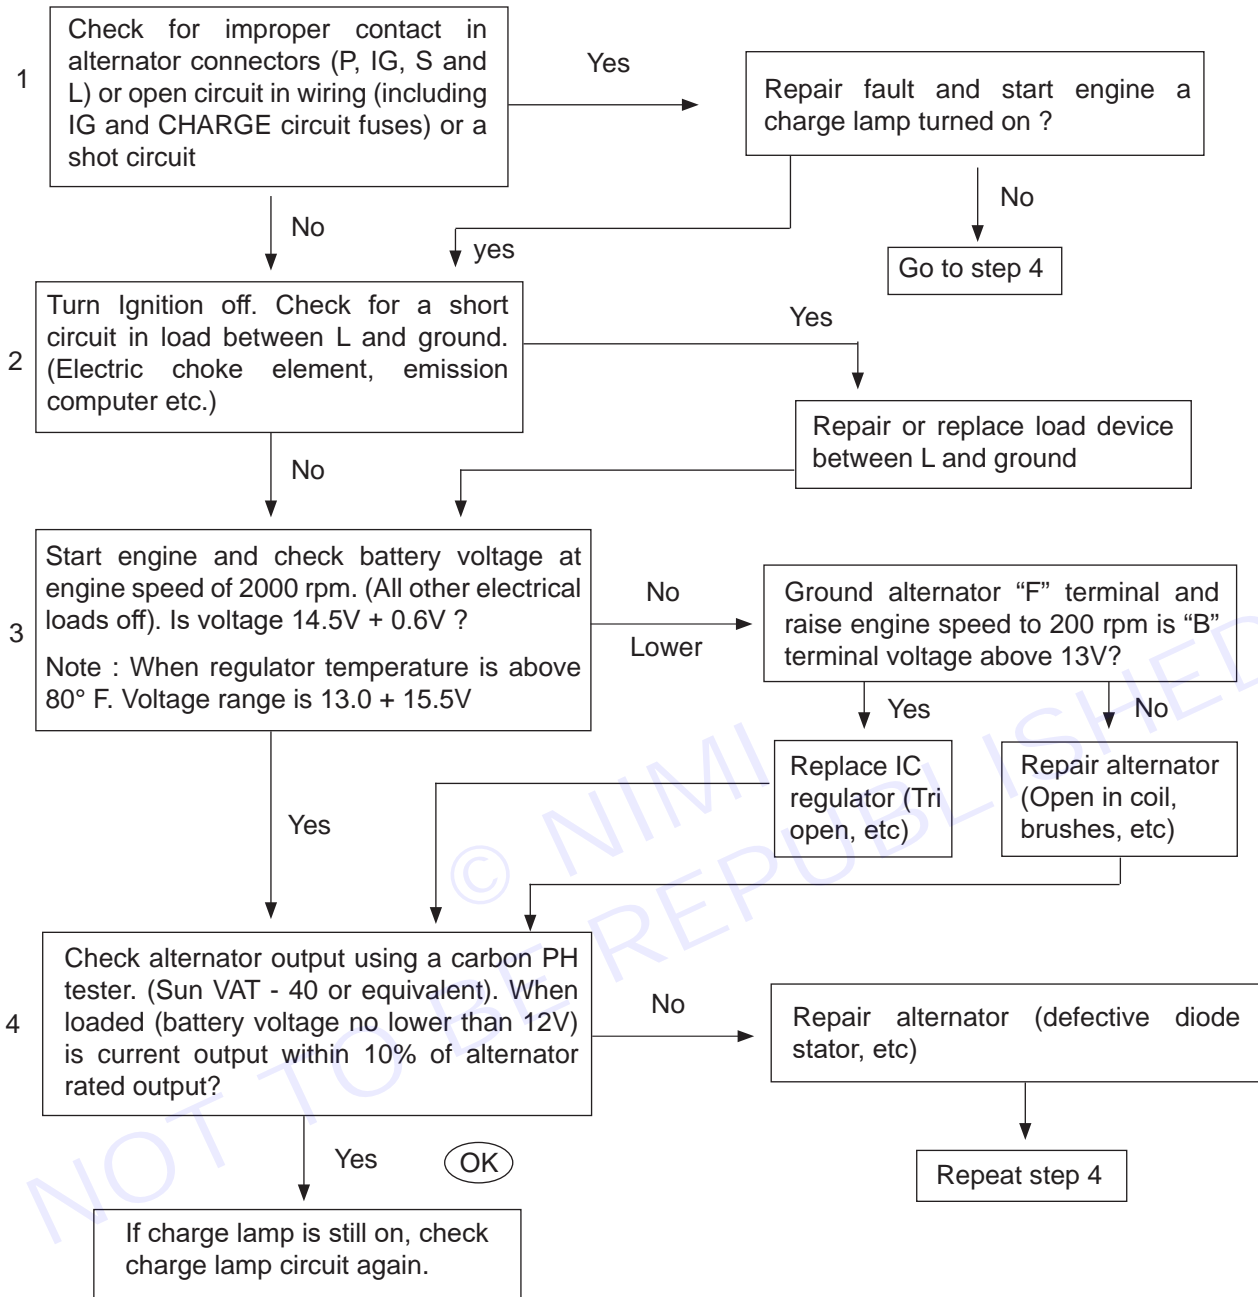 1
Check for improper contact in
alternator connectors (P, IG, S and
L) or open circuit in wiring (including
IG and CHARGE circuit fuses) or a
shot circuit
Yes
Repair fault and start engine a
charge lamp turned on ?
No
yes
No
Go to step 4
2
Turn Ignition off. Check for a short
circuit in load between L and ground.
(Electric choke element, emission
computer etc.)
Yes
Repair or replace load device
between L and ground
No
3
Start engine and check battery voltage at
engine speed of 2000 rpm. (All other electrical
loads off). Is voltage 14.5V + 0.6V ?
Note : When regulator temperature is above
80° F. Voltage range is 13.0 + 15.5V
No
Lower
Ground alternator “F” terminal and
raise engine speed to 200 rpm is “B”
terminal voltage above 13V?
Yes
No
Replace IC
regulator (Tri
open, etc)
Repair alternator
(Open in coil,
brushes, etc)
Yes
4
Check alternator output using a carbon PH
tester. (Sun VAT - 40 or equivalent). When
loaded (battery voltage no lower than 12V)
is current output within 10% of alternator
rated output?
No
Repair alternator (defective diode
stator, etc)
Repeat step 4
Yes
OK
If charge lamp is still on, check
charge lamp circuit again.
© NIMI
NOT TO BE REPUBLISHED